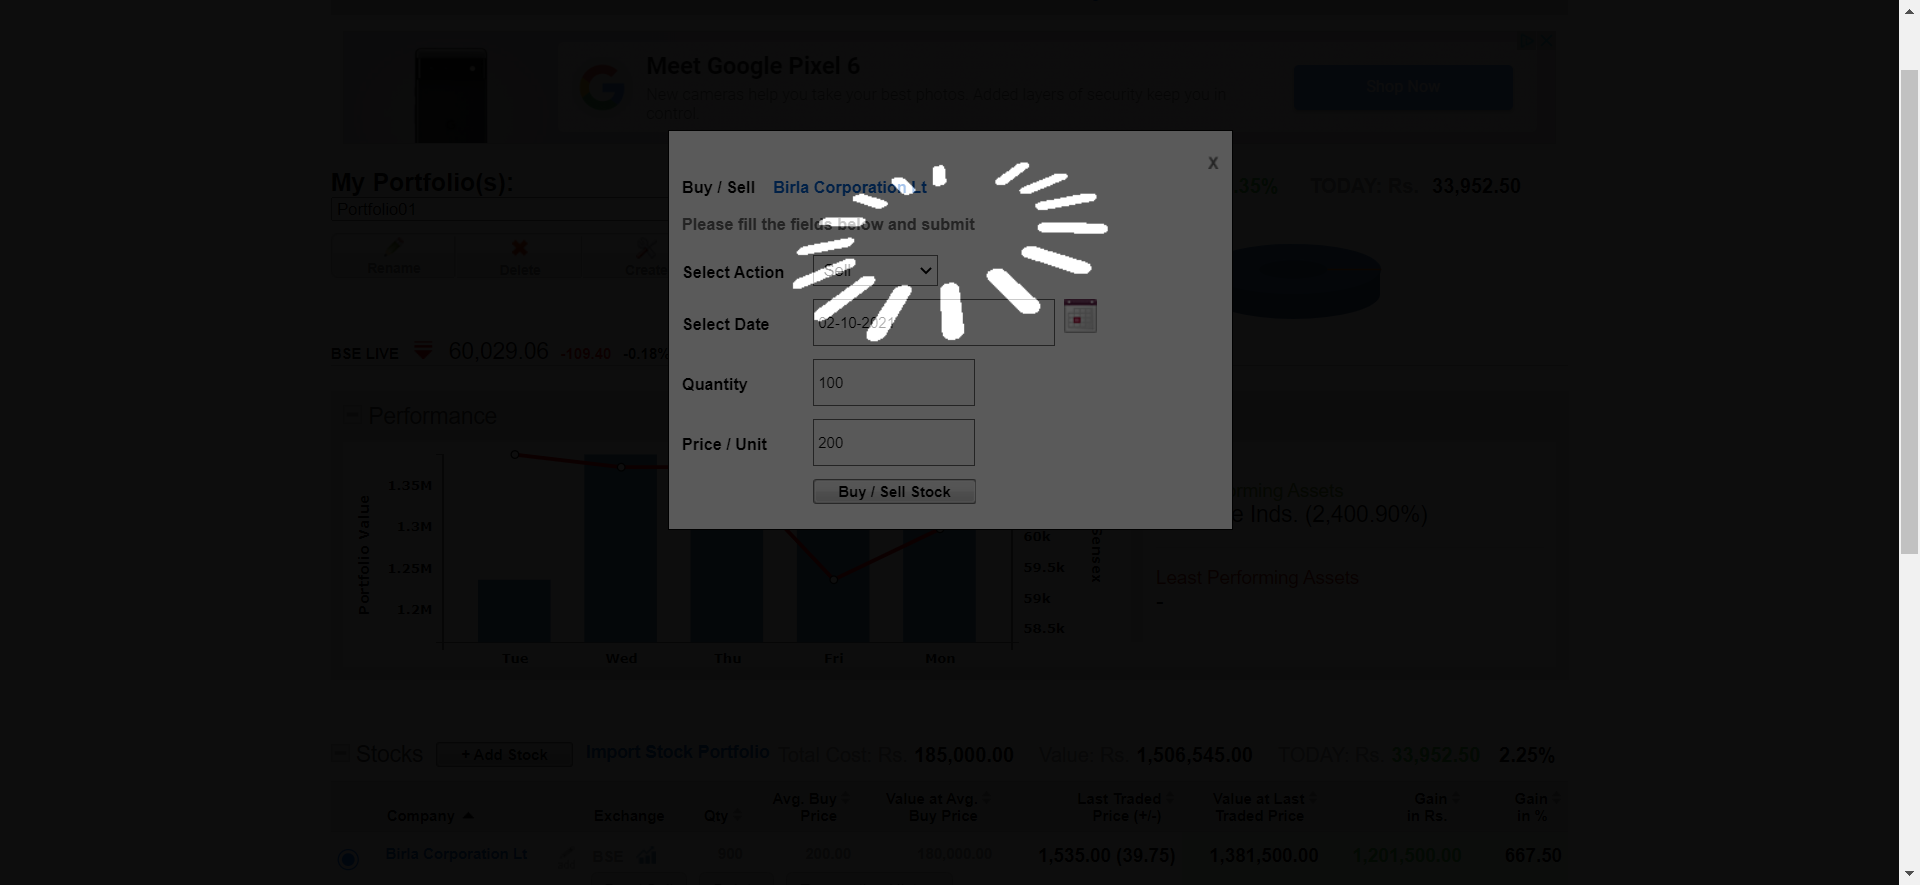 Meet Google Pixel 6
New cameras help you take your best photos. Added layers of security keep you in
control.
Shop Now
X
My Portfolio(s):
.35% TODAY: Rs. 33,952.50
Portfolio01
Rename Delete Create
Buy / Sell Birla Corporation Lt
Please fill the fields below and submit
Select Action Sell
Select Date 02-10-2021
Quantity 100
Price / Unit 200
Buy / Sell Stock
BSE LIVE 60,029.06 -109.40 -0.18%
Performance
Portfolio Value
1.35M
1.3M
1.25M
1.2M
Tue Wed Thu Fri Mon
60k
59.5k
59k
58.5k
Sensex
rming Assets
e Inds. (2,400.90%)
Least Performing Assets
-
Stocks + Add Stock Import Stock Portfolio Total Cost: Rs. 185,000.00 Value: Rs. 1,506,545.00 TODAY: Rs. 33,952.50 2.25%
Company Exchange Qty Avg. Buy Price Value at Avg. Buy Price Last Traded Price (+/-) Value at Last Traded Price Gain in Rs. Gain in %
Birla Corporation Lt BSE 900 200.00 180,000.00 1,535.00 (39.75) 1,381,500.00 1,201,500.00 667.50